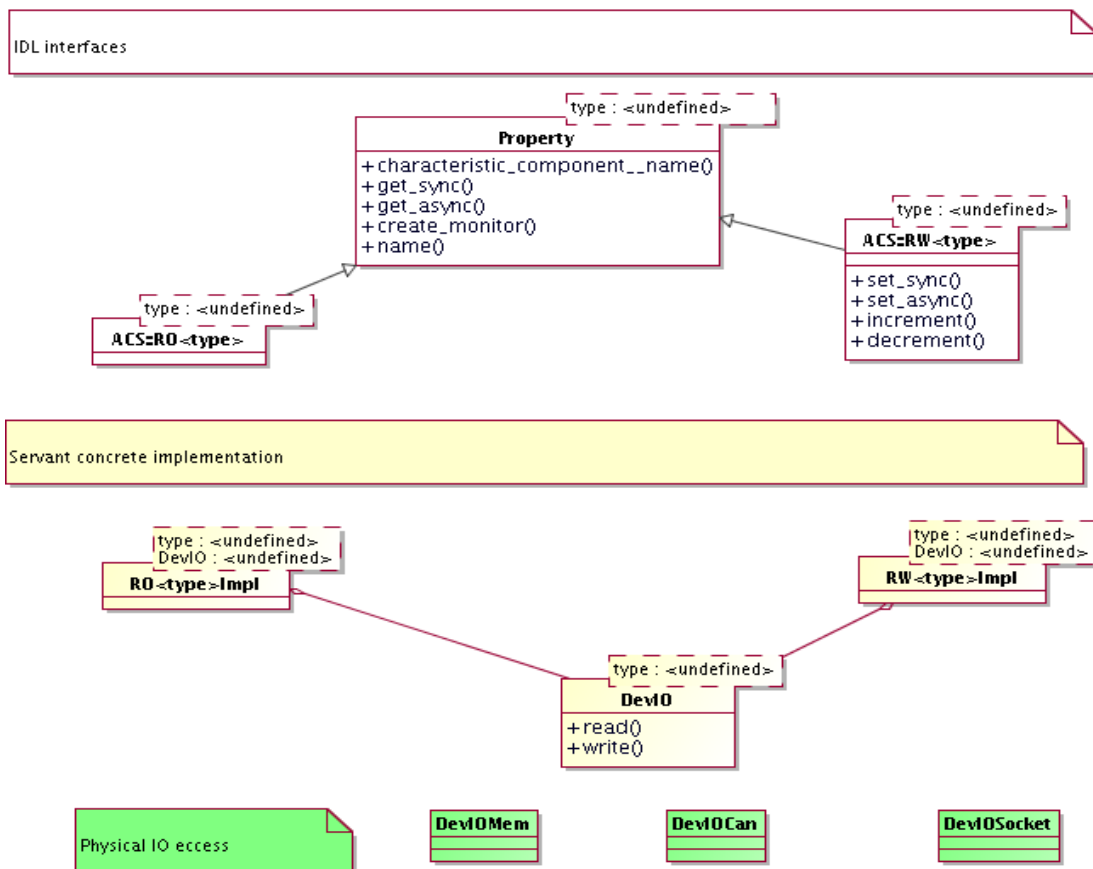 IDL interfaces
type : <undefined>
Property
+characteristic_component__name()
+get_sync()
+get_async()
+create_monitor()
+name()
type : <undefined>
ACS::RW<type>
+set_sync()
+set_async()
+increment()
+decrement()
type : <undefined>
ACS::RO<type>
Servant concrete implementation
type : <undefined>
DevIO : <undefined>
RO<type>Impl
type : <undefined>
DevIO : <undefined>
RW<type>Impl
type : <undefined>
DevIO
+read()
+write()
Physical IO eccess
DevIOMem
DevIOCan
DevIOSocket